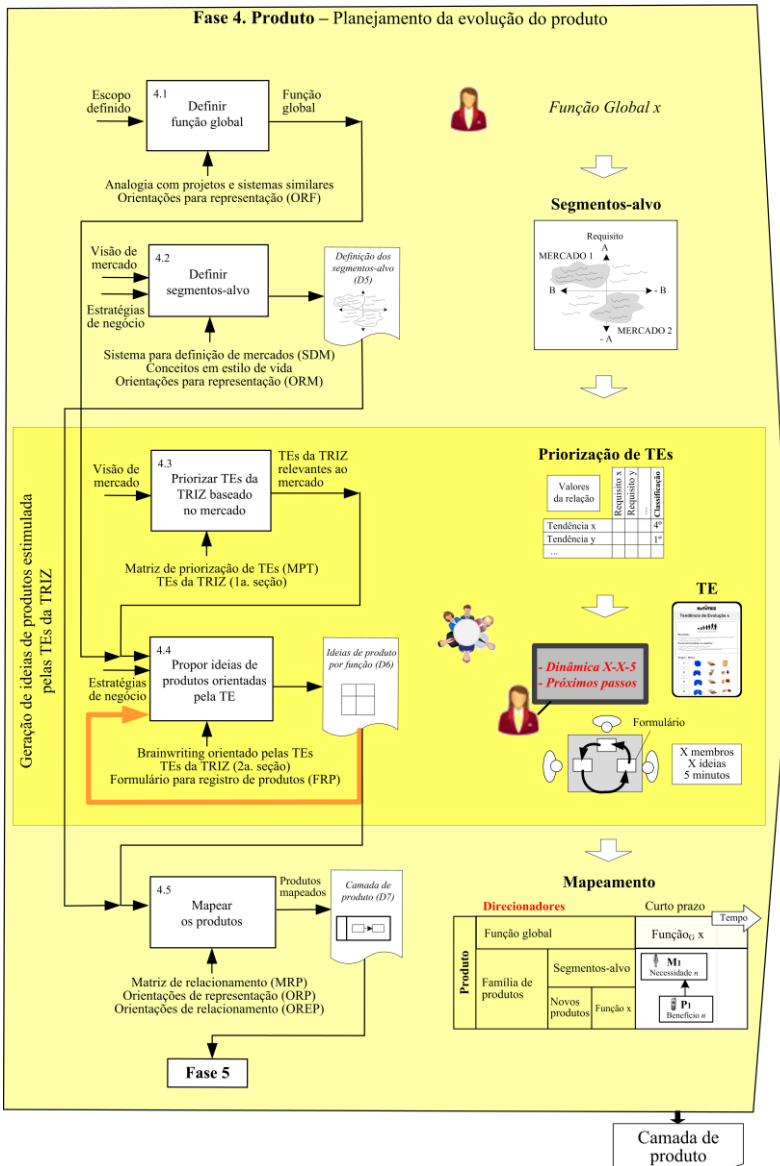 Fase 4. Produto – Planejamento da evolução do produto
Escopo
definido
4.1
Definir
função global
Função
global
Analogia com projetos e sistemas similares
Orientações para representação (ORF)
Função Global x
Visão de
mercado
Estratégias
de negócio
4.2
Definir
segmentos-alvo
Definição dos
segmentos-alvo
(D5)
Sistema para definição de mercados (SDM)
Conceitos em estilo de vida
Orientações para representação (ORM)
Segmentos-alvo
Requisito
A
MERCADO 1
B
- B
MERCADO 2
- A
Geração de ideias de produtos estimulada
pelas TEs da TRIZ
Visão de
mercado
4.3
Priorizar TEs da
TRIZ baseado
no mercado
TEs da TRIZ
relevantes ao
mercado
Matriz de priorização de TEs (MPT)
TEs da TRIZ (1a. seção)
Priorização de TEs
Valores
da relação
Requisito x
Requisito y
...
Classificação
Tendência x
4º
Tendência y
1º
...
Estratégias
de negócio
4.4
Propor ideias de
produtos orientadas
pela TE
Ideias de produto
por função (D6)
Brainwriting orientado pelas TEs
TEs da TRIZ (2a. seção)
Formulário para registro de produtos (FRP)
TE
Tendência de Evolução x
- Dinâmica X-X-5
- Próximos passos
Formulário
X membros
X ideias
5 minutos
4.5
Mapear
os produtos
Produtos
mapeados
Camada de
produto (D7)
Matriz de relacionamento (MRP)
Orientações de representação (ORP)
Orientações de relacionamento (OREP)
Fase 5
Mapeamento
Direcionadores
Curto prazo
Tempo
Produto
Função global
FunçãoG x
Família de
produtos
Segmentos-alvo
M1
Necessidade n
Novos
produtos
Função x
P1
Benefício n
Camada de
produto